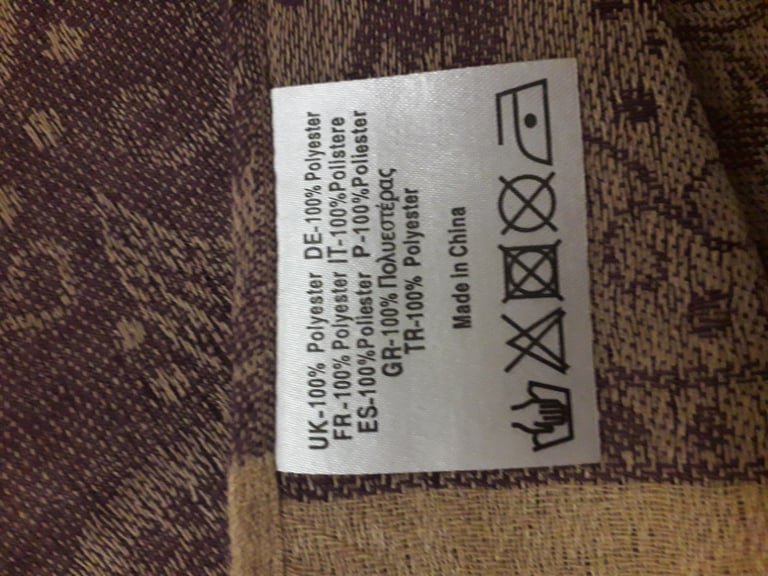 UK-100% Polyester DE-100% Polyester
FR-100% Polyester IT-100%Polistere
ES-100%Poliester P-100%Poliester
GR-100% Πολυεστέρας
TR-100% Polyester
Made In China